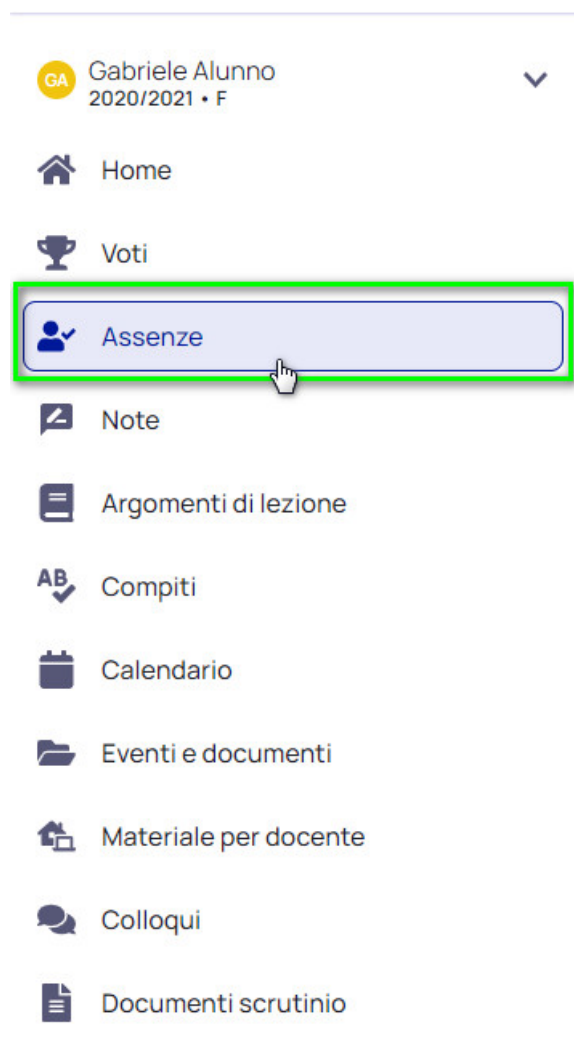 GA
Gabriele Alunno
2020/2021 • F
Home
Voti
Assenze
Note
Argomenti di lezione
AB
Compiti
Calendario
Eventi e documenti
Materiale per docente
Colloqui
Documenti scrutinio